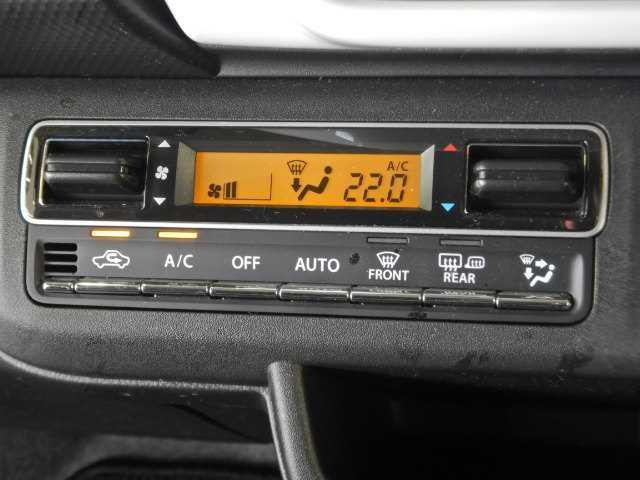 A/C
22.0
A/C
OFF
AUTO
FRONT
REAR